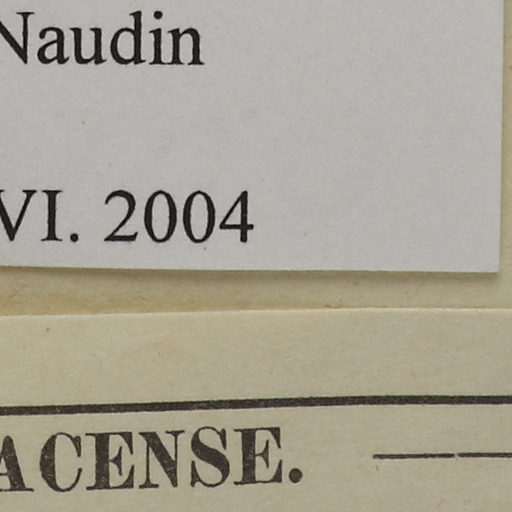 Naudin
VI. 2004
ACENSE.